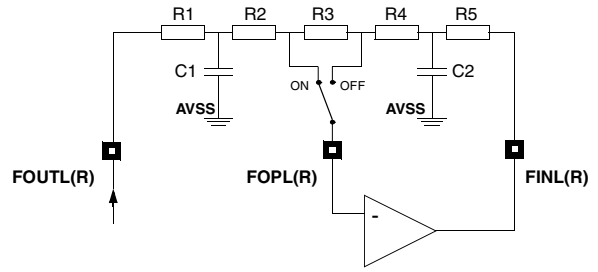 R1 R2 R3 R4 R5
C1 C2
ON OFF
AVSS AVSS
FOUTL(R) FOPL(R) FINL(R)
-